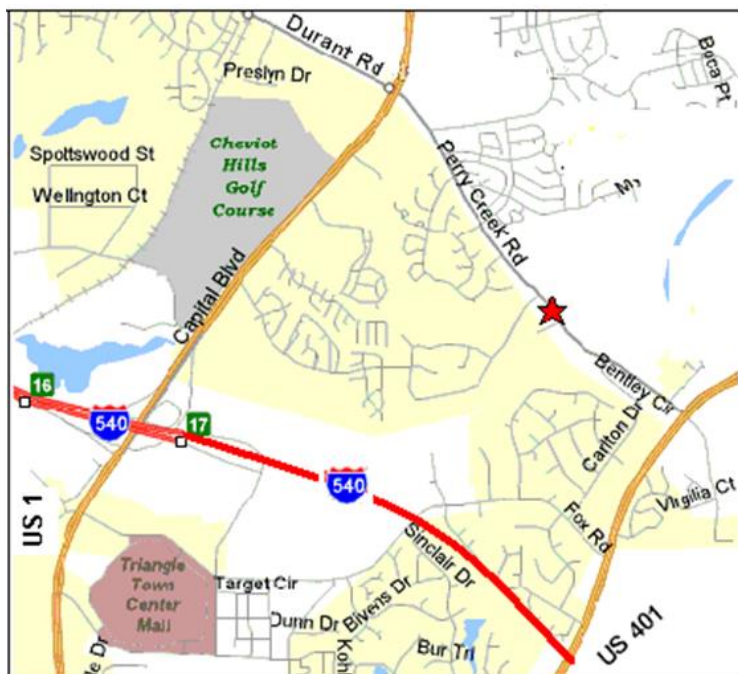 Durant Rd
Preslyn Dr
Boca Pt
Cheviot
Hills
Golf
Course
Spottswood St
Wellington Ct
Perry Creek Rd
Capital Blvd
16
540
17
Bentley Cir
Carlton Dr
540
US 1
Virgilia Ct
Fox Rd
Sinclair Dr
Triangle
Town
Center
Mall
Target Cir
Bivens Dr
Dunn Dr
Bur Trl
US 401